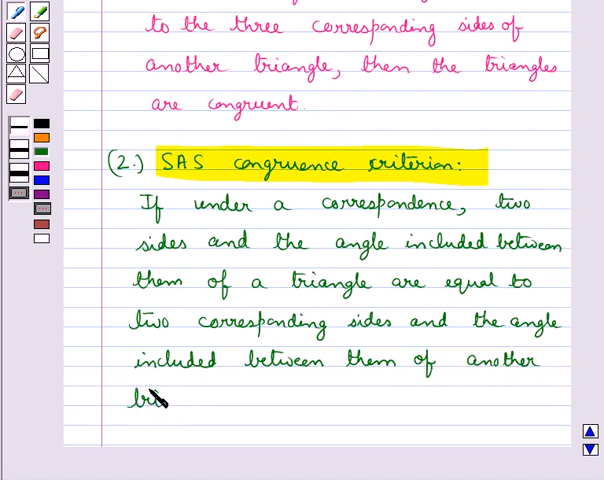 to the three corresponding sides of
another triangle, then the triangles
are congruent.
(2.) SAS congruence criterion:
If under a correspondence, two
sides and the angle included between
them of a triangle are equal to
two corresponding sides and the angle
included between them of another
tri